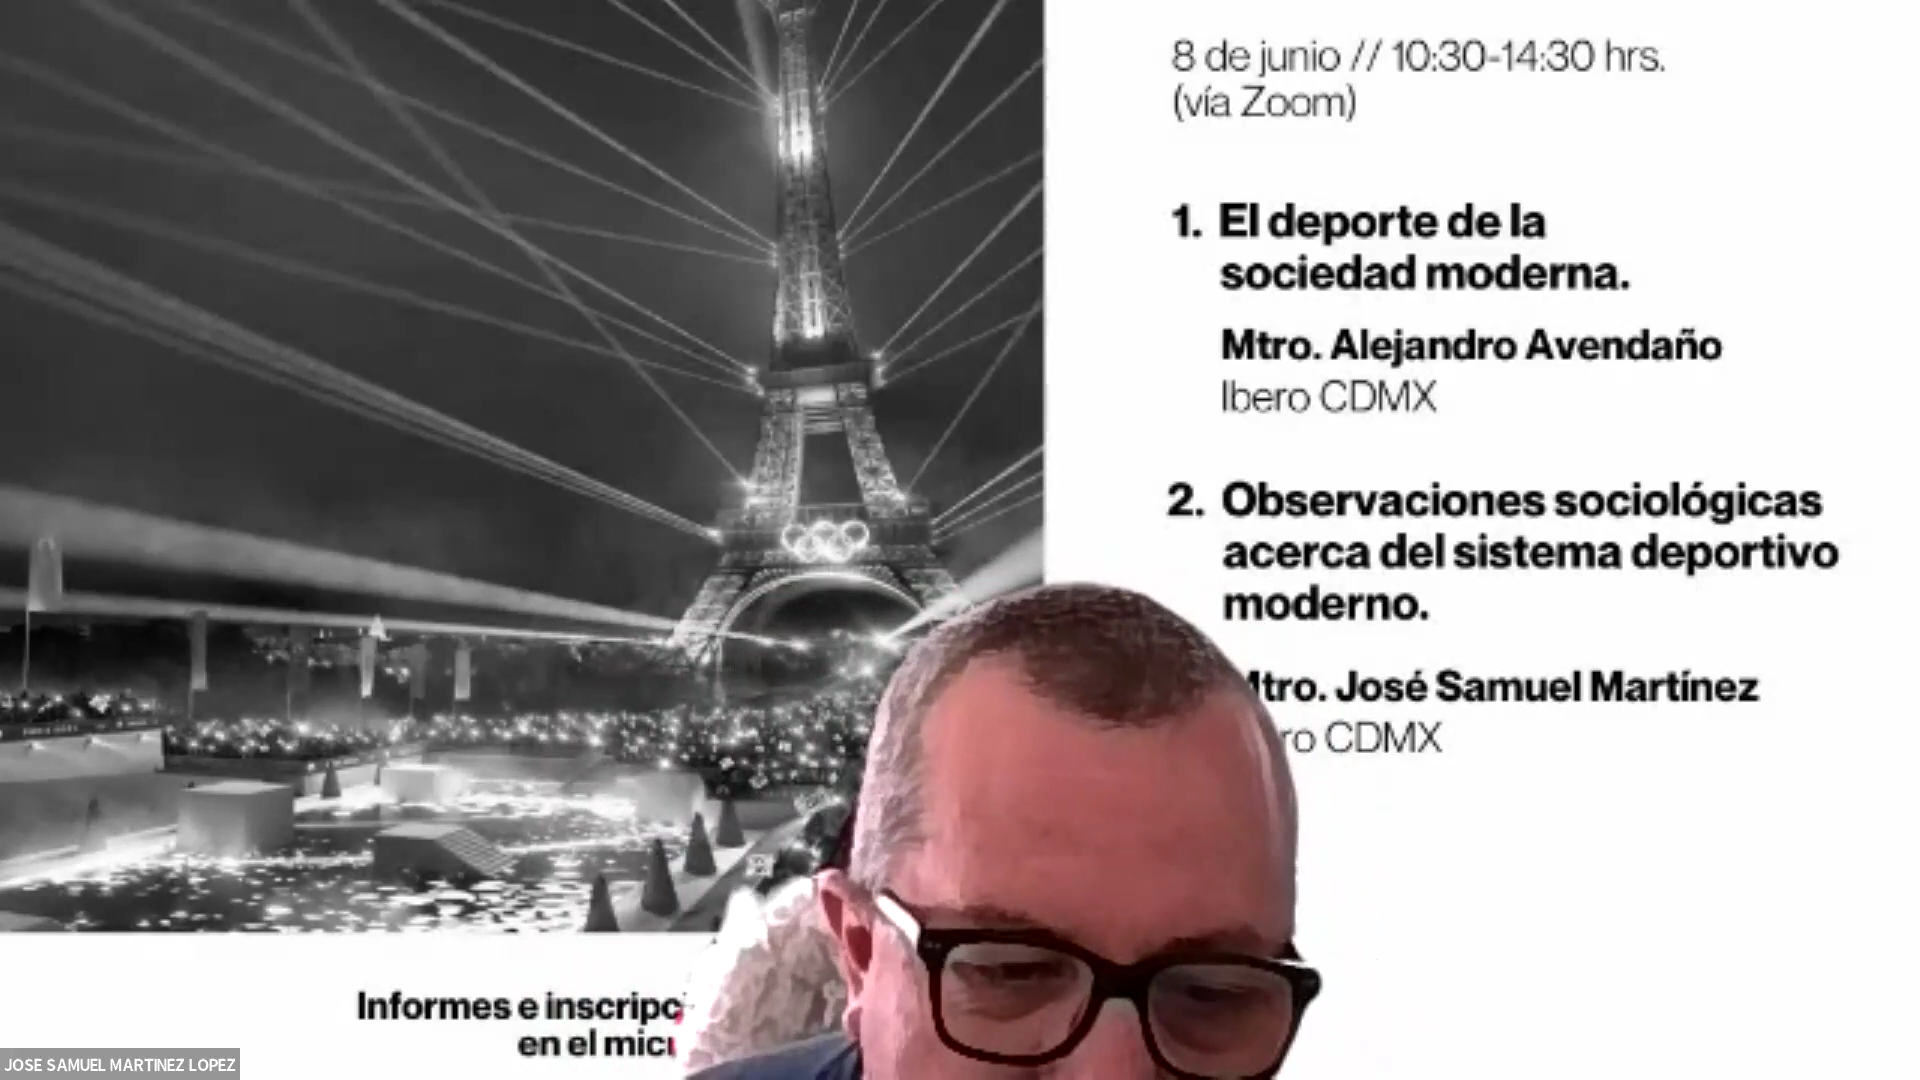 8 de junio // 10:30-14:30 hrs.
(vía Zoom)
1. El deporte de la
sociedad moderna.
Mtro. Alejandro Avendaño
Ibero CDMX
2. Observaciones sociológicas
acerca del sistema deportivo
moderno.
Mtro. José Samuel Martínez
CDMX
Informes e
en el
JOSE SAMUEL MARTINEZ LOPEZ